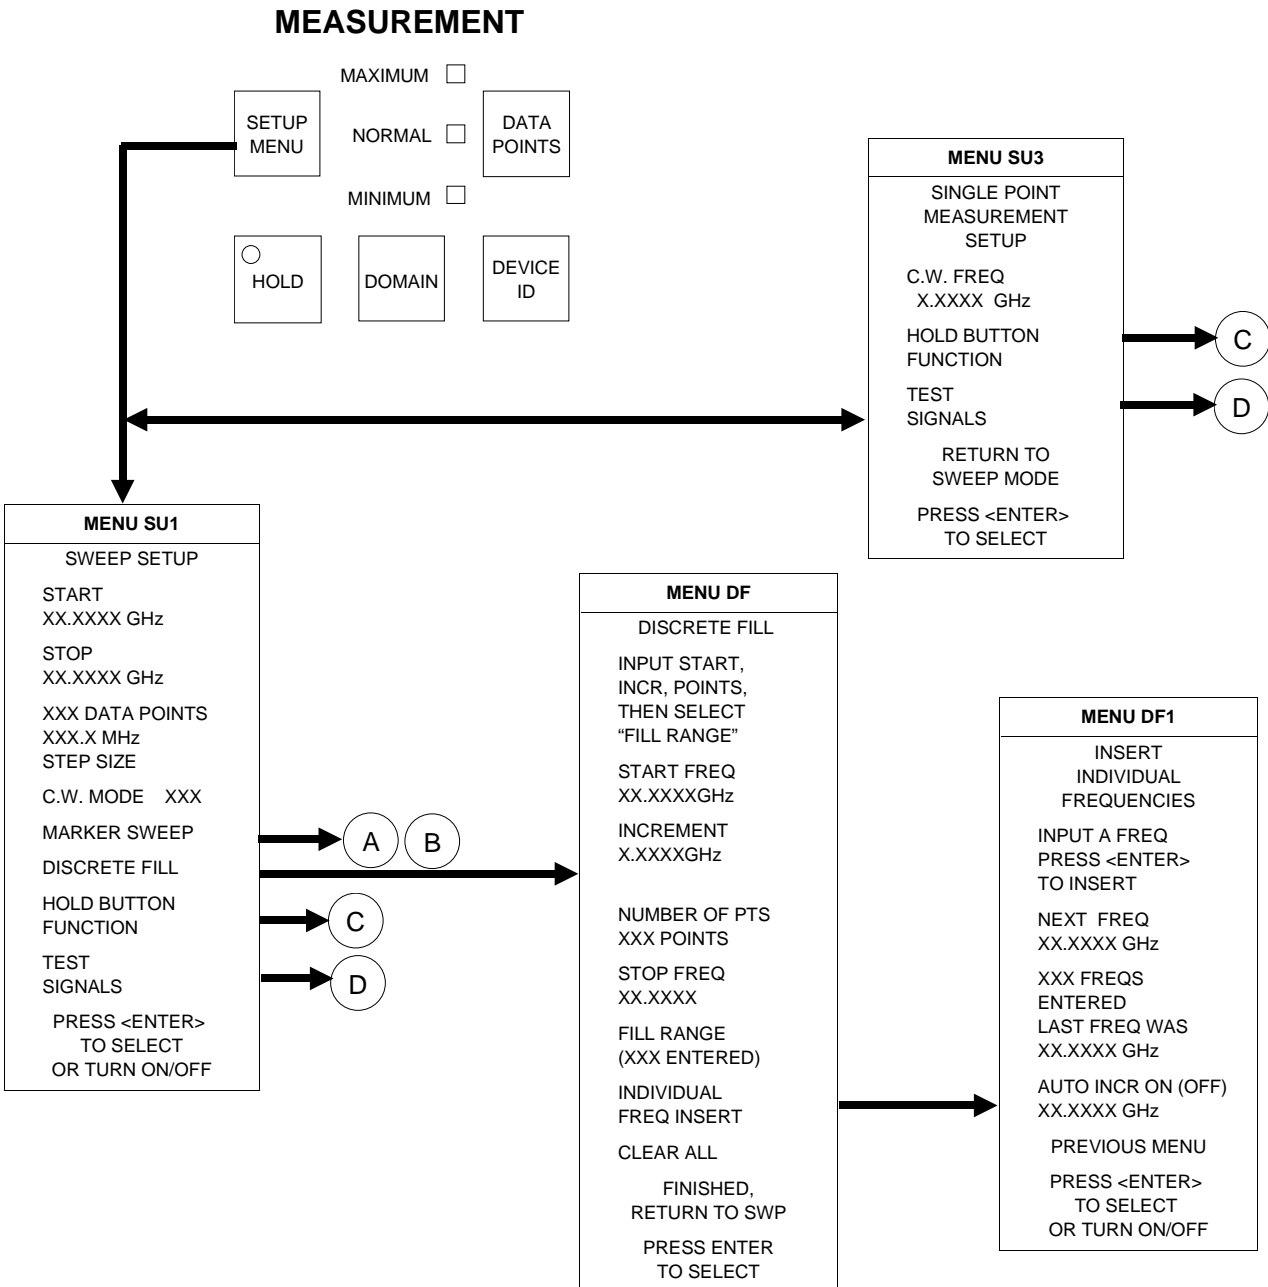 MEASUREMENT
MAXIMUM
SETUP
MENU
NORMAL
DATA
POINTS
MINIMUM
HOLD
DOMAIN
DEVICE
ID
MENU SU3
SINGLE POINT
MEASUREMENT
SETUP
C.W. FREQ
X.XXXX GHz
HOLD BUTTON
FUNCTION
C
TEST
SIGNALS
D
RETURN TO
SWEEP MODE
PRESS <ENTER>
TO SELECT
MENU SU1
SWEEP SETUP
START
XX.XXXX GHz
STOP
XX.XXXX GHz
XXX DATA POINTS
XXX.X MHz
STEP SIZE
C.W. MODE XXX
MARKER SWEEP
A
B
DISCRETE FILL
HOLD BUTTON
FUNCTION
C
TEST
SIGNALS
D
PRESS <ENTER>
TO SELECT
OR TURN ON/OFF
MENU DF
DISCRETE FILL
INPUT START,
INCR, POINTS,
THEN SELECT
“FILL RANGE”
START FREQ
XX.XXXXGHz
INCREMENT
X.XXXXGHz
NUMBER OF PTS
XXX POINTS
STOP FREQ
XX.XXXX
FILL RANGE
(XXX ENTERED)
INDIVIDUAL
FREQ INSERT
CLEAR ALL
FINISHED,
RETURN TO SWP
PRESS ENTER
TO SELECT
MENU DF1
INSERT
INDIVIDUAL
FREQUENCIES
INPUT A FREQ
PRESS <ENTER>
TO INSERT
NEXT FREQ
XX.XXXX GHz
XXX FREQS
ENTERED
LAST FREQ WAS
XX.XXXX GHz
AUTO INCR ON (OFF)
XX.XXXX GHz
PREVIOUS MENU
PRESS <ENTER>
TO SELECT
OR TURN ON/OFF